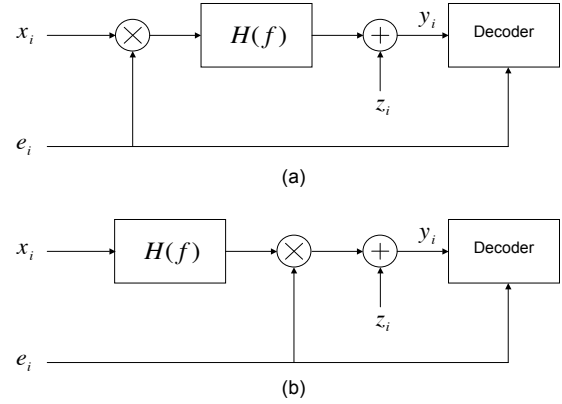 x_i H(f) y_i Decoder
z_i
e_i
(a)
x_i H(f) y_i Decoder
z_i
e_i
(b)